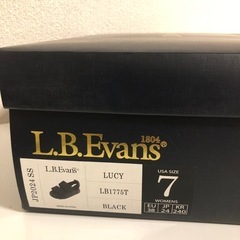 1804
L.B.Evans®
JP2024 SS
L.B.Evans
LUCY
LB1775T
BLACK
USA SIZE
7
WOMENS
EU JP KR
38 24 240